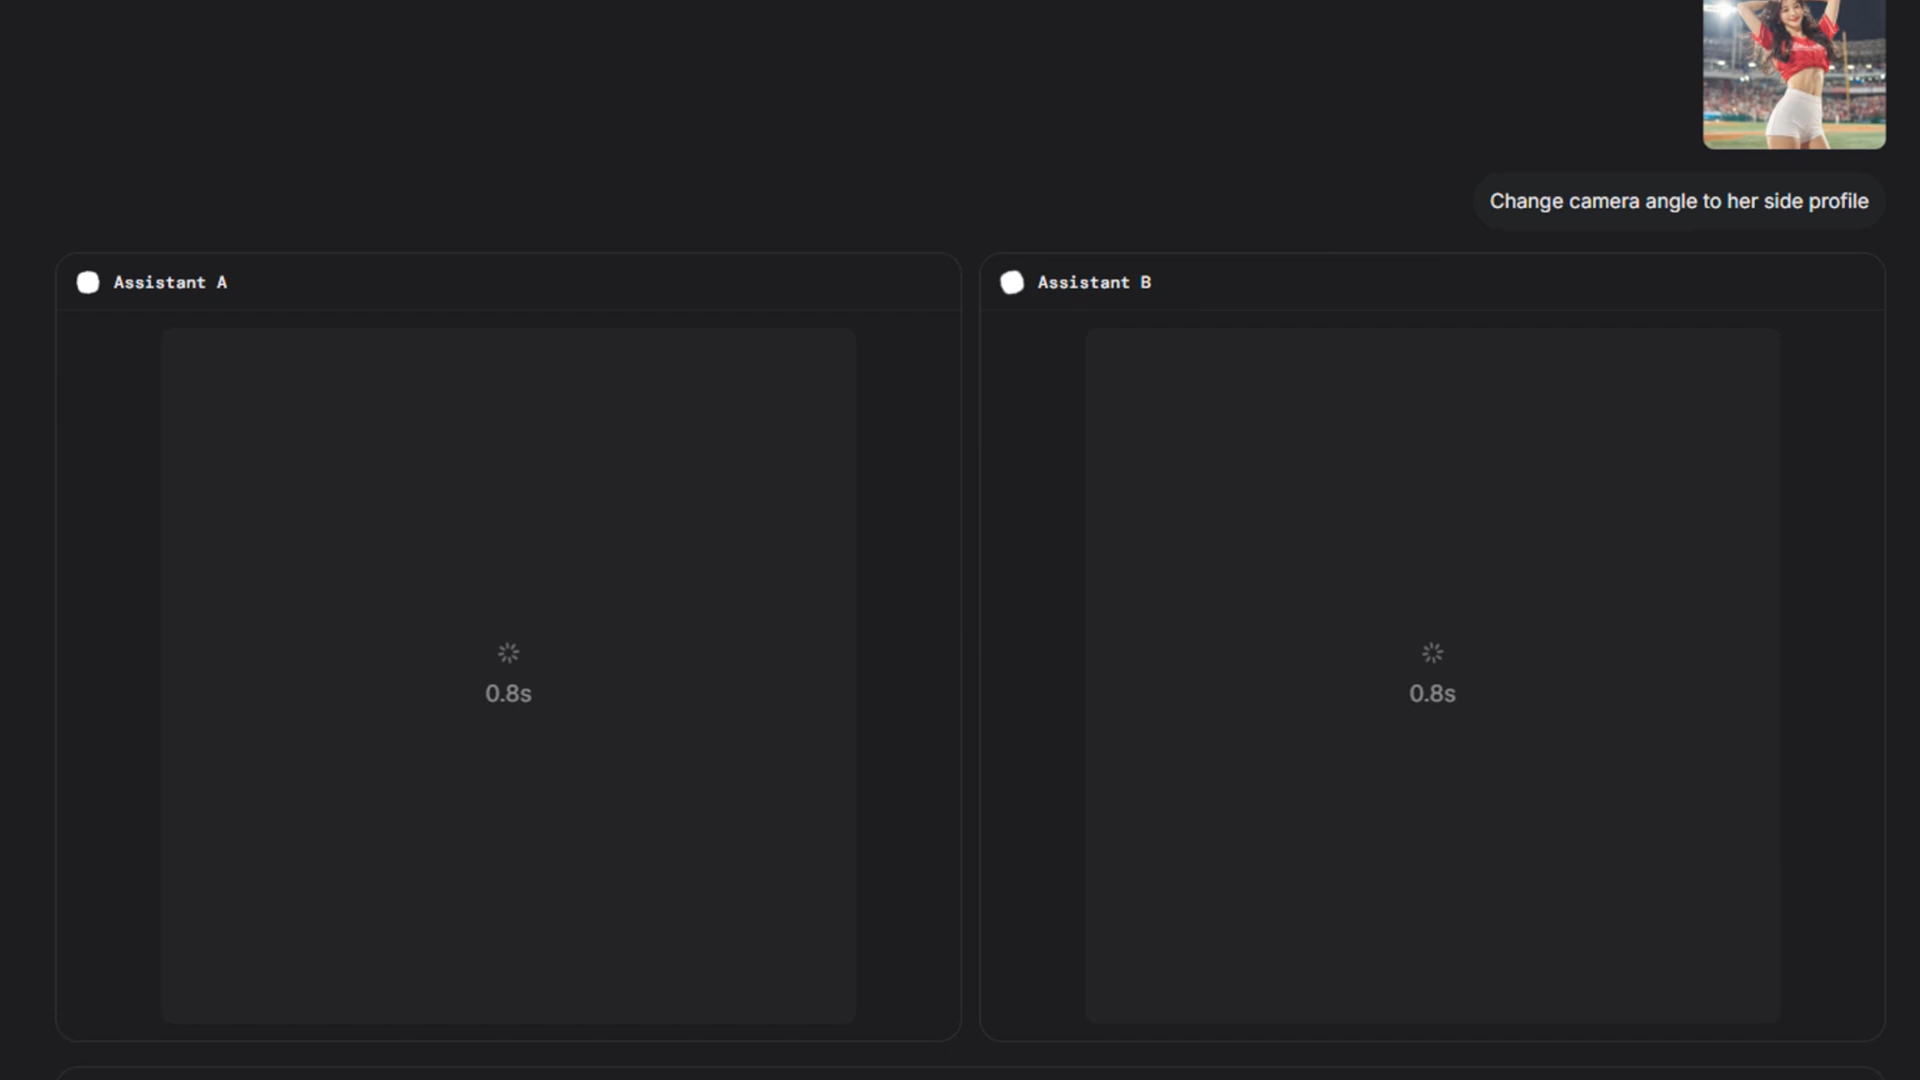 Change camera angle to her side profile
Assistant A
Assistant B
0.8s
0.8s